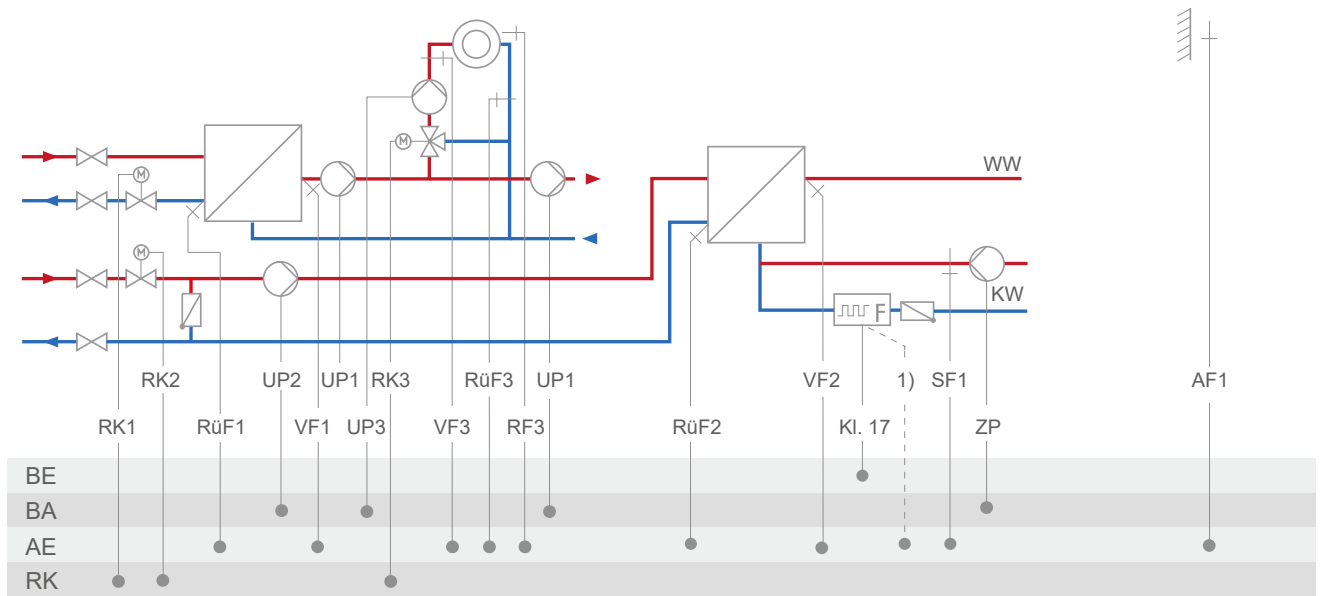 M
WW
M
M
KW
F
RK2
UP2
UP1
RK3
RüF3
UP1
VF2
1)
SF1
AF1
RK1
RüF1
VF1
UP3
VF3
RF3
RüF2
Kl. 17
ZP
BE
BA
AE
RK